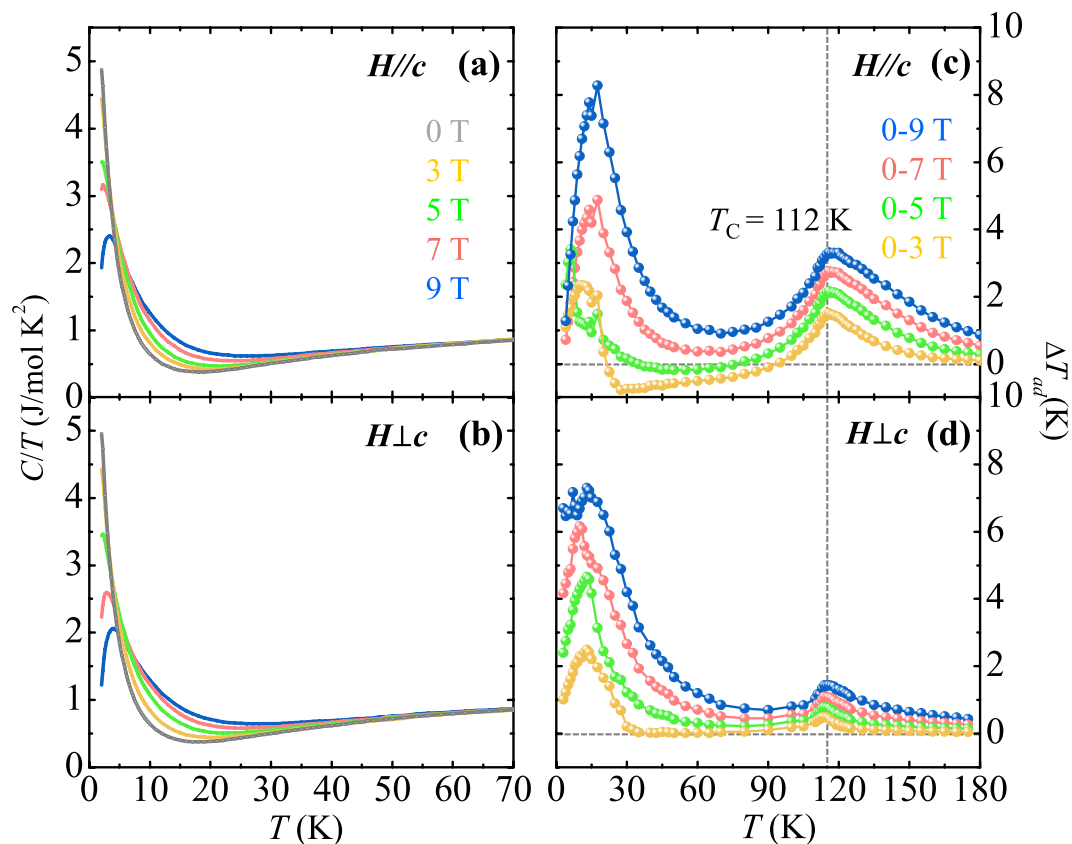 C/T (J/mol K²)
5
4
3
2
1
0
H//c (a)
0 T
3 T
5 T
7 T
9 T
5
4
3
2
1
0
H⊥c (b)
0 10 20 30 40 50 60 70
T (K)
H//c (c)
0-9 T
0-7 T
0-5 T
0-3 T
T_C = 112 K
10
8
6
4
2
0
ΔT_ad (K)
H⊥c (d)
10
8
6
4
2
0
0 30 60 90 120 150 180
T (K)